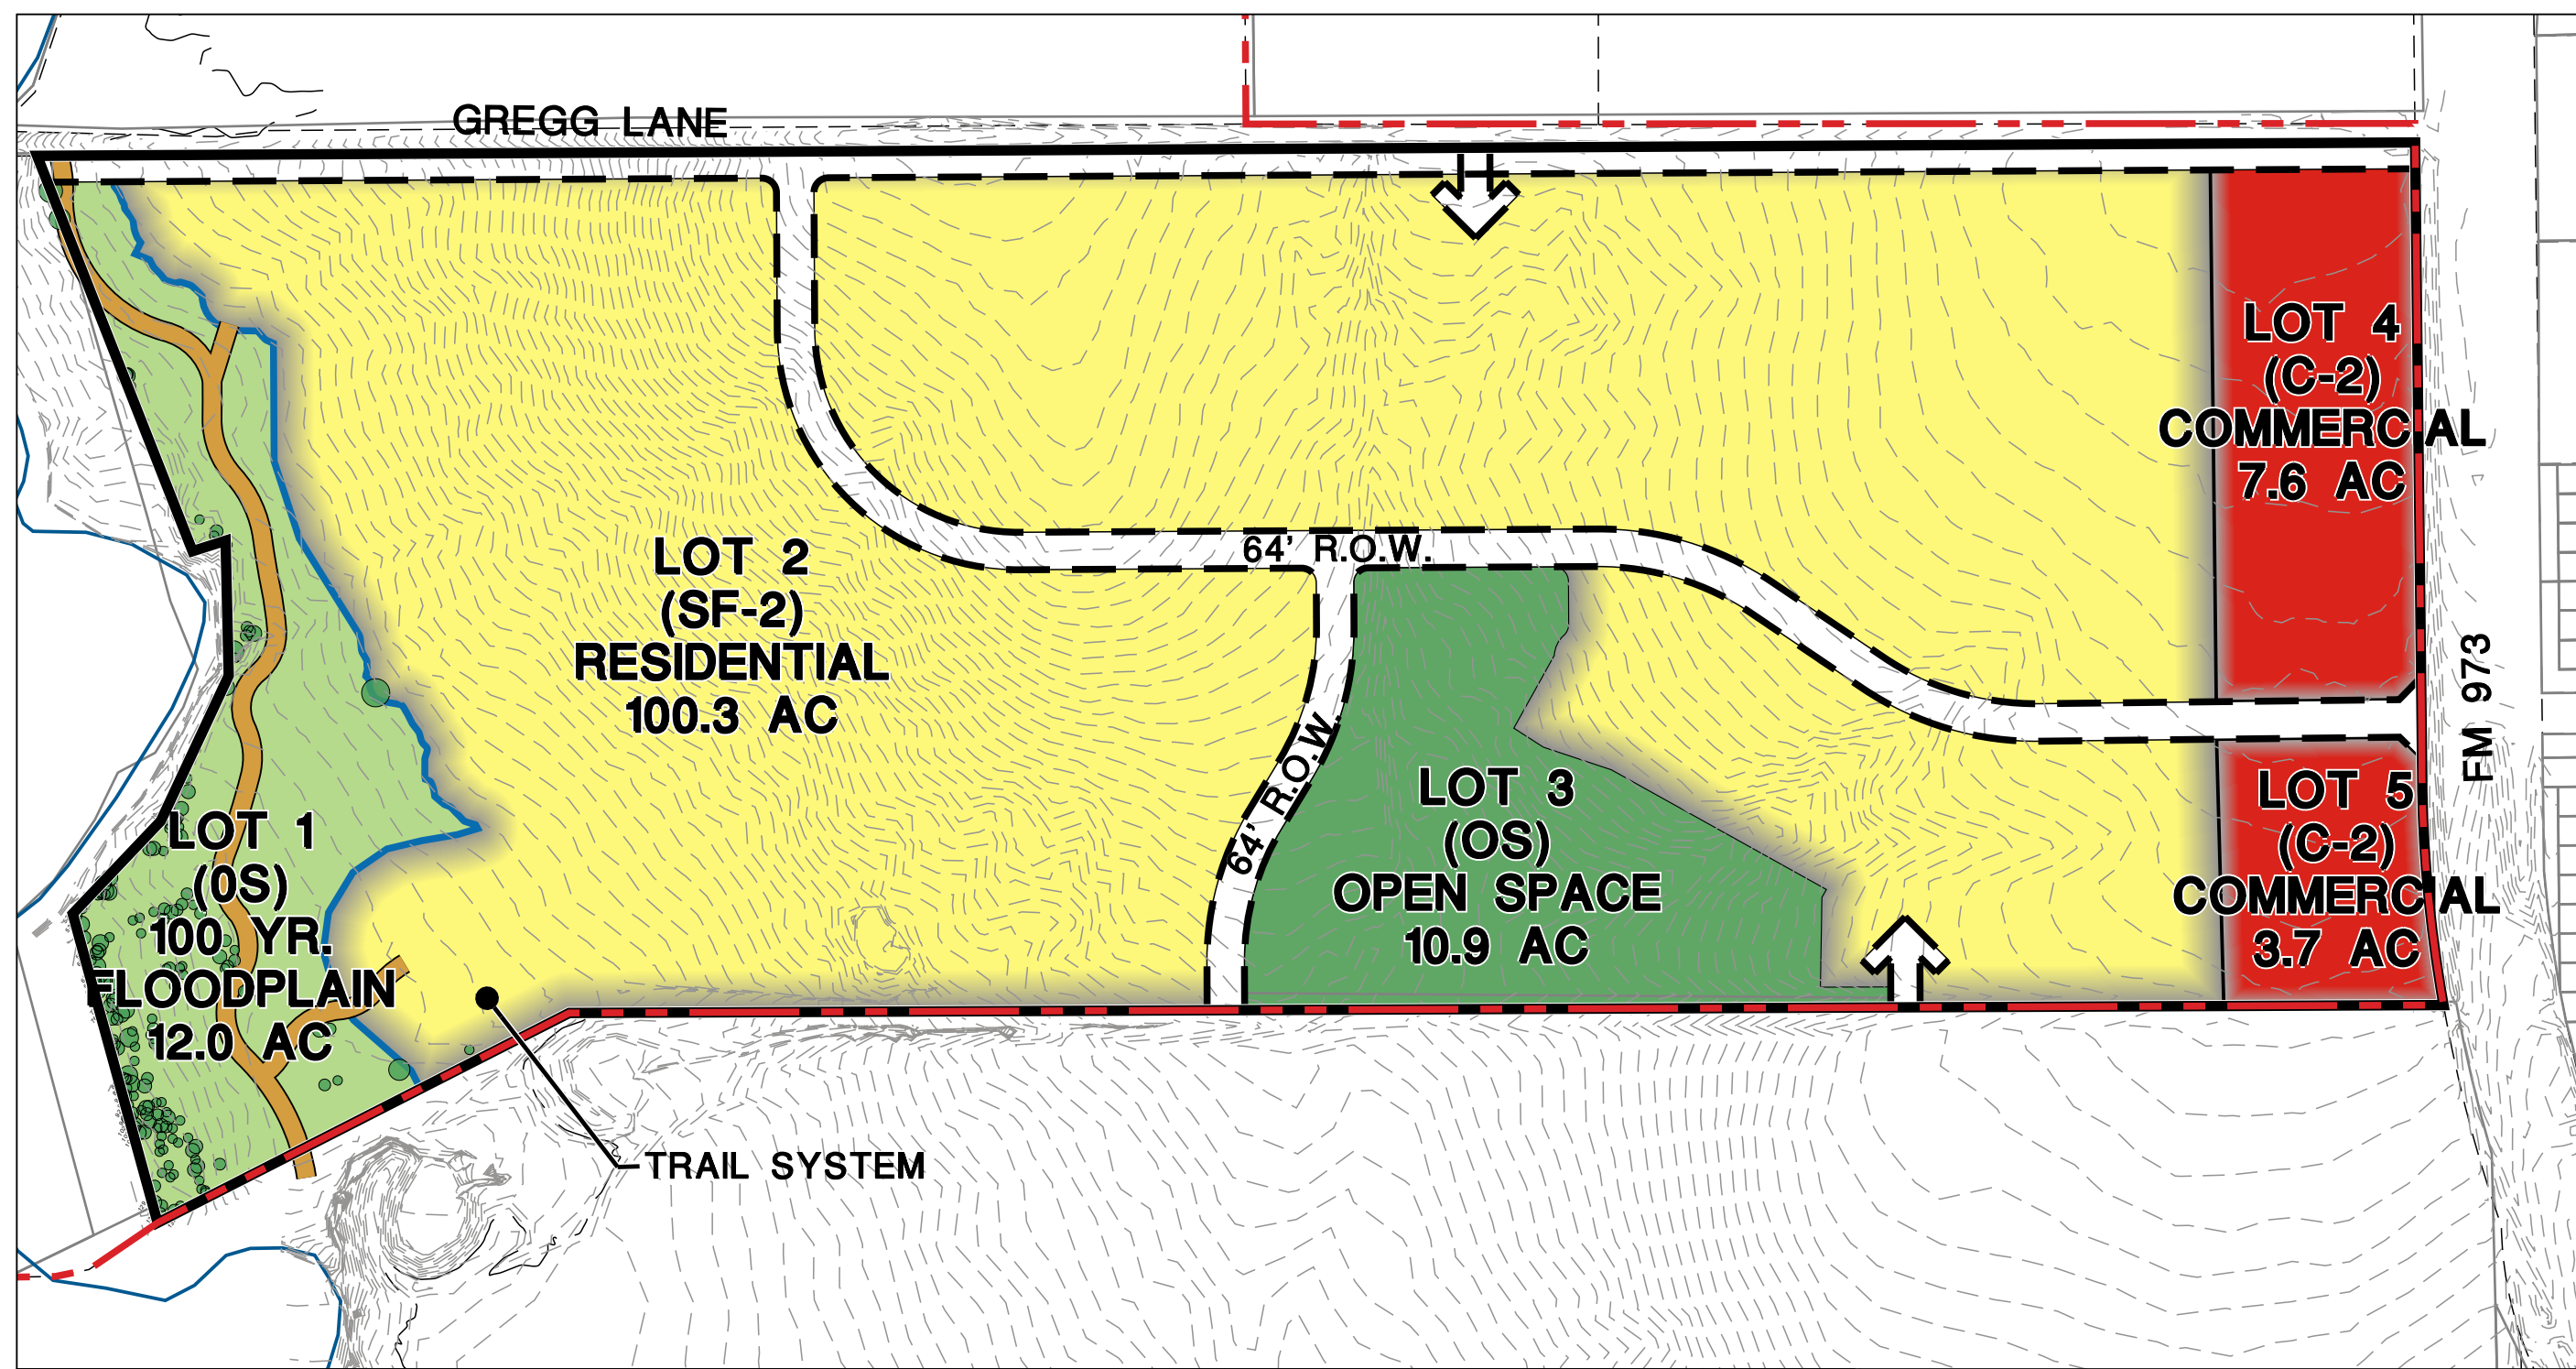 GREGG LANE
LOT 4
(C-2)
COMMERCIAL
7.6 AC
64' R.O.W.
LOT 2
(SF-2)
RESIDENTIAL
100.3 AC
FM 973
64' R.O.W.
LOT 3
(OS)
OPEN SPACE
10.9 AC
LOT 5
(C-2)
COMMERCIAL
3.7 AC
LOT 1
(0S)
100 YR.
FLOODPLAIN
12.0 AC
TRAIL SYSTEM